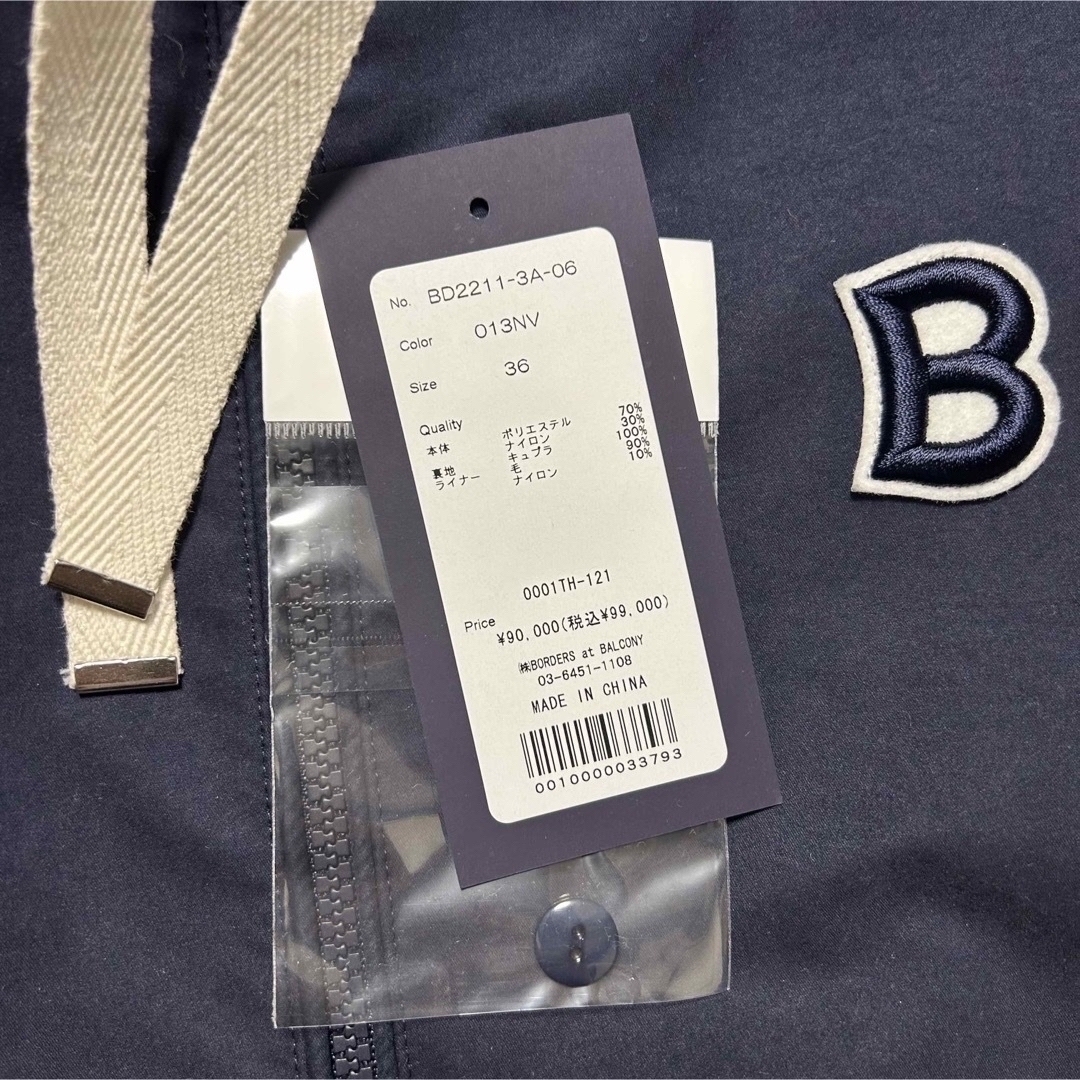 No. BD2211-3A-06
Color 013NV
Size 36
Quality
本体 ポリエステル 70%
ナイロン 30%
裏地 キュプラ 100%
ライナー 毛 90%
ナイロン 10%
0001TH-121
Price ¥90,000(税込¥99,000)
㈱BORDERS at BALCONY
03-6451-1108
MADE IN CHINA
0010000033793
B